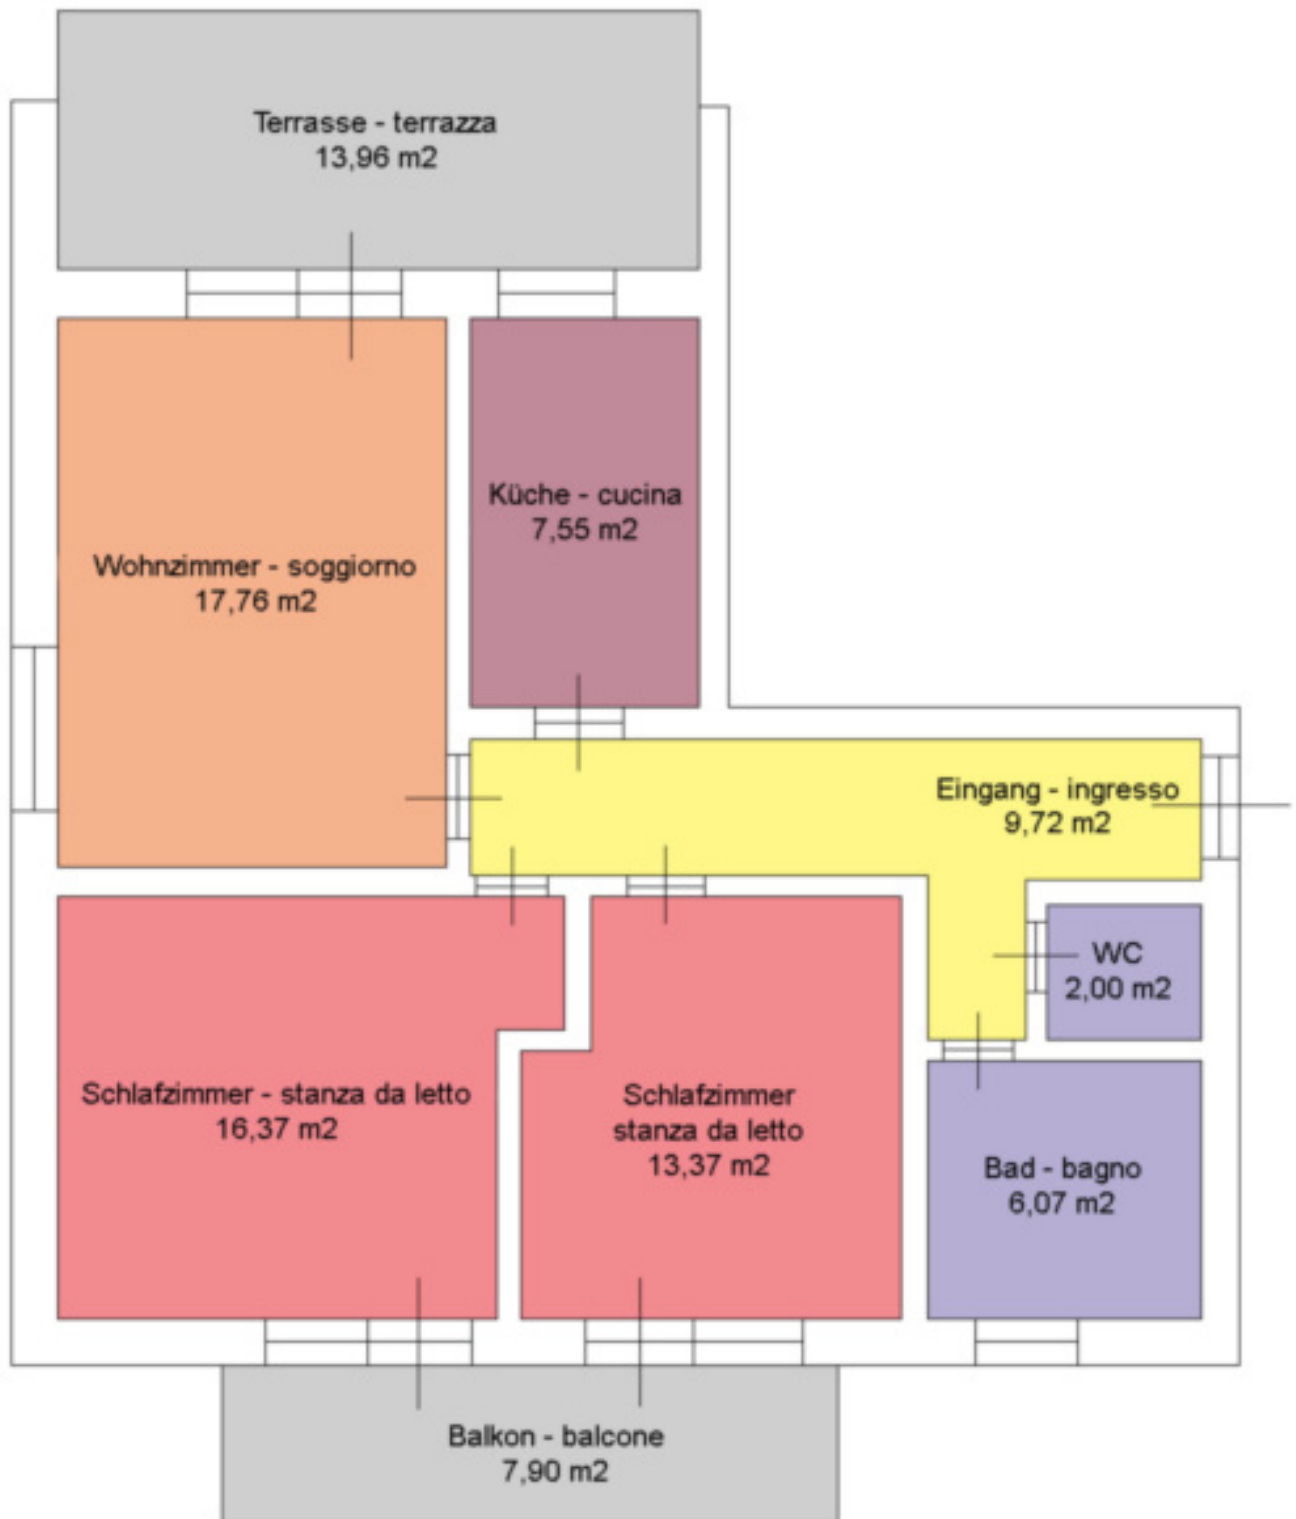 Terrasse - terrazza
13,96 m2
Küche - cucina
7,55 m2
Wohnzimmer - soggiorno
17,76 m2
Eingang - ingresso
9,72 m2
WC
2,00 m2
Schlafzimmer - stanza da letto
16,37 m2
Schlafzimmer
stanza da letto
13,37 m2
Bad - bagno
6,07 m2
Balkon - balcone
7,90 m2